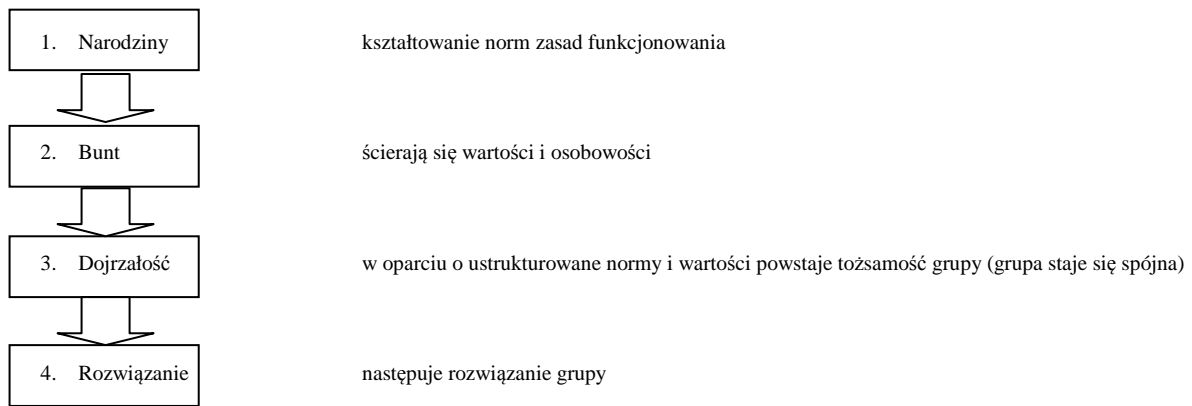 1. Narodziny kształtowanie norm zasad funkcjonowania
2. Bunt ścierają się wartości i osobowości
3. Dojrzałość w oparciu o ustrukturowane normy i wartości powstaje tożsamość grupy (grupa staje się spójna)
4. Rozwiązanie następuje rozwiązanie grupy